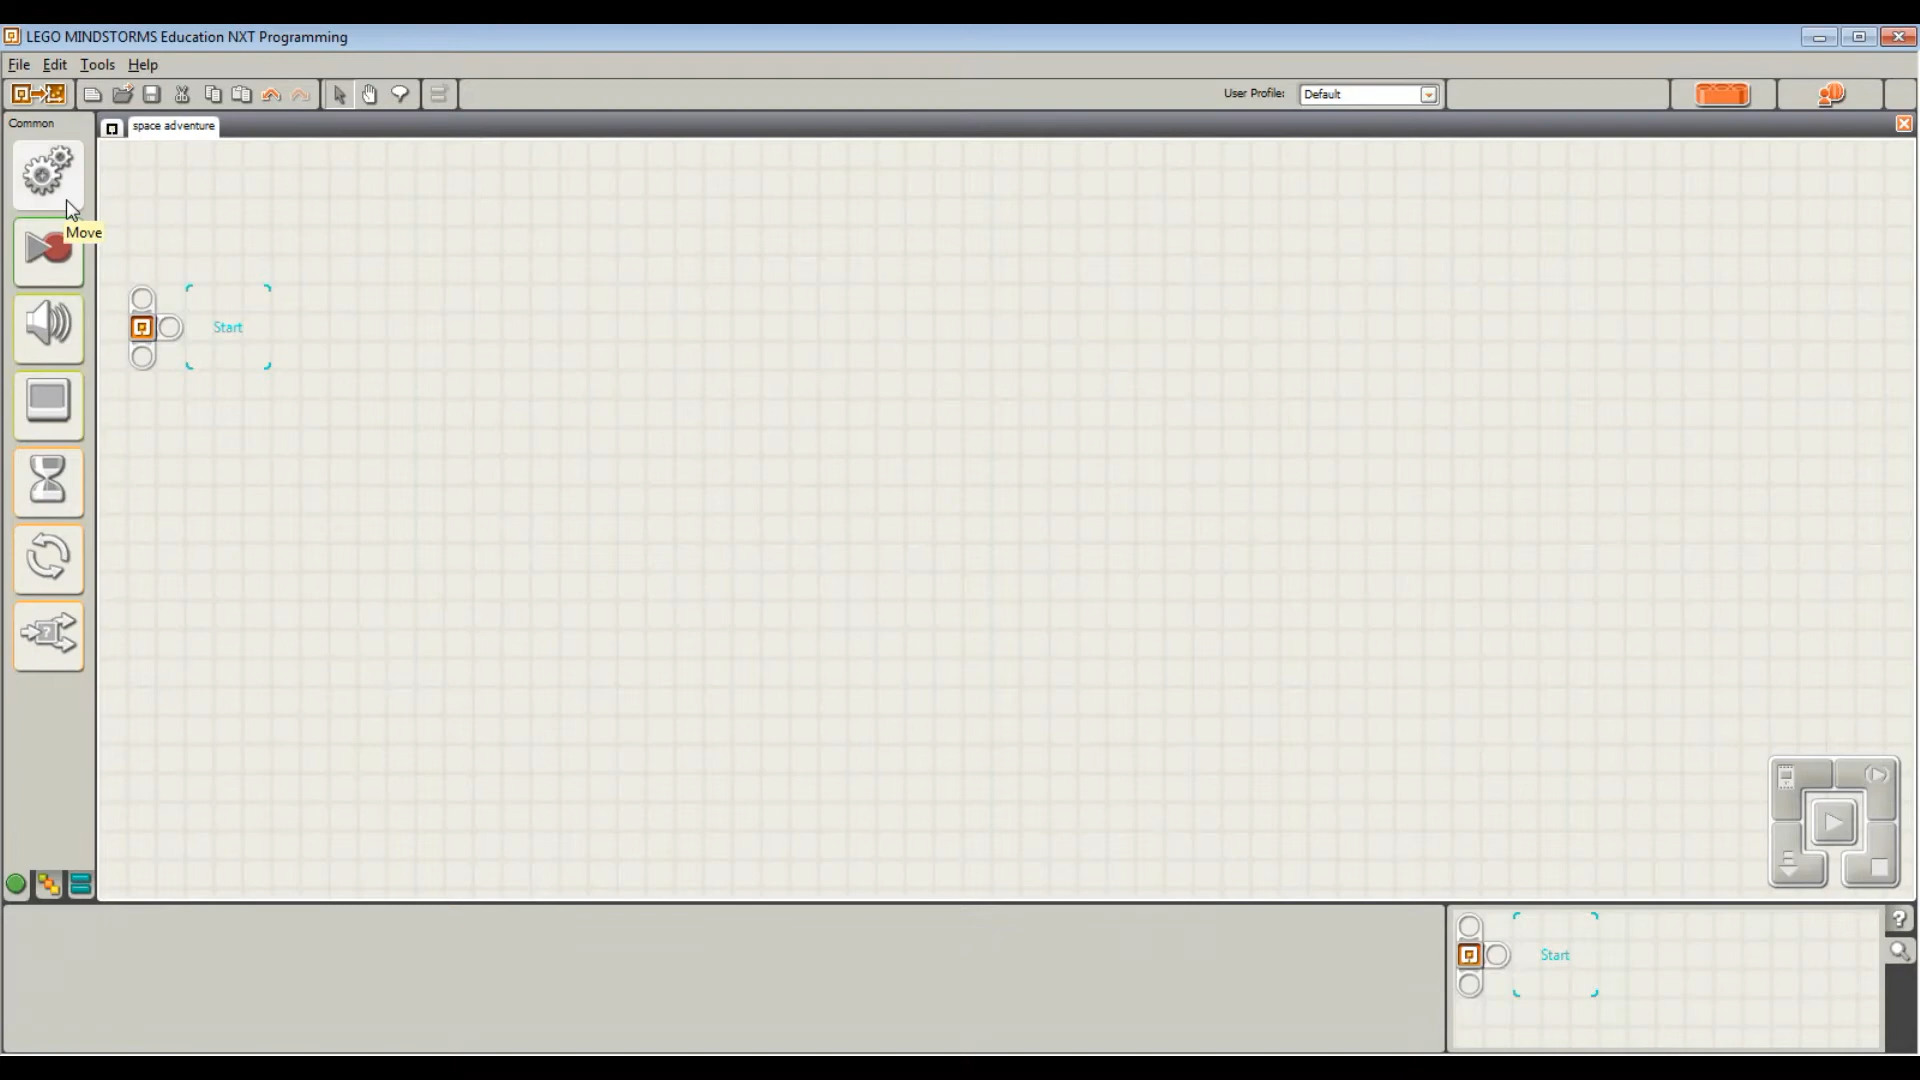 LEGO MINDSTORMS Education NXT Programming
File Edit Tools Help
User Profile: Default
Common
space adventure
Move
Start
?
?
Start